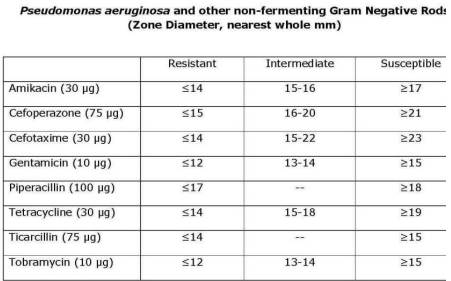 Pseudomonas aeruginosa and other non-fermenting Gram Negative Rods
(Zone Diameter, nearest whole mm)
Resistant Intermediate Susceptible
Amikacin (30 µg) ≤14 15-16 ≥17
Cefoperazone (75 µg) ≤15 16-20 ≥21
Cefotaxime (30 µg) ≤14 15-22 ≥23
Gentamicin (10 µg) ≤12 13-14 ≥15
Piperacillin (100 µg) ≤17 -- ≥18
Tetracycline (30 µg) ≤14 15-18 ≥19
Ticarcillin (75 µg) ≤14 -- ≥15
Tobramycin (10 µg) ≤12 13-14 ≥15